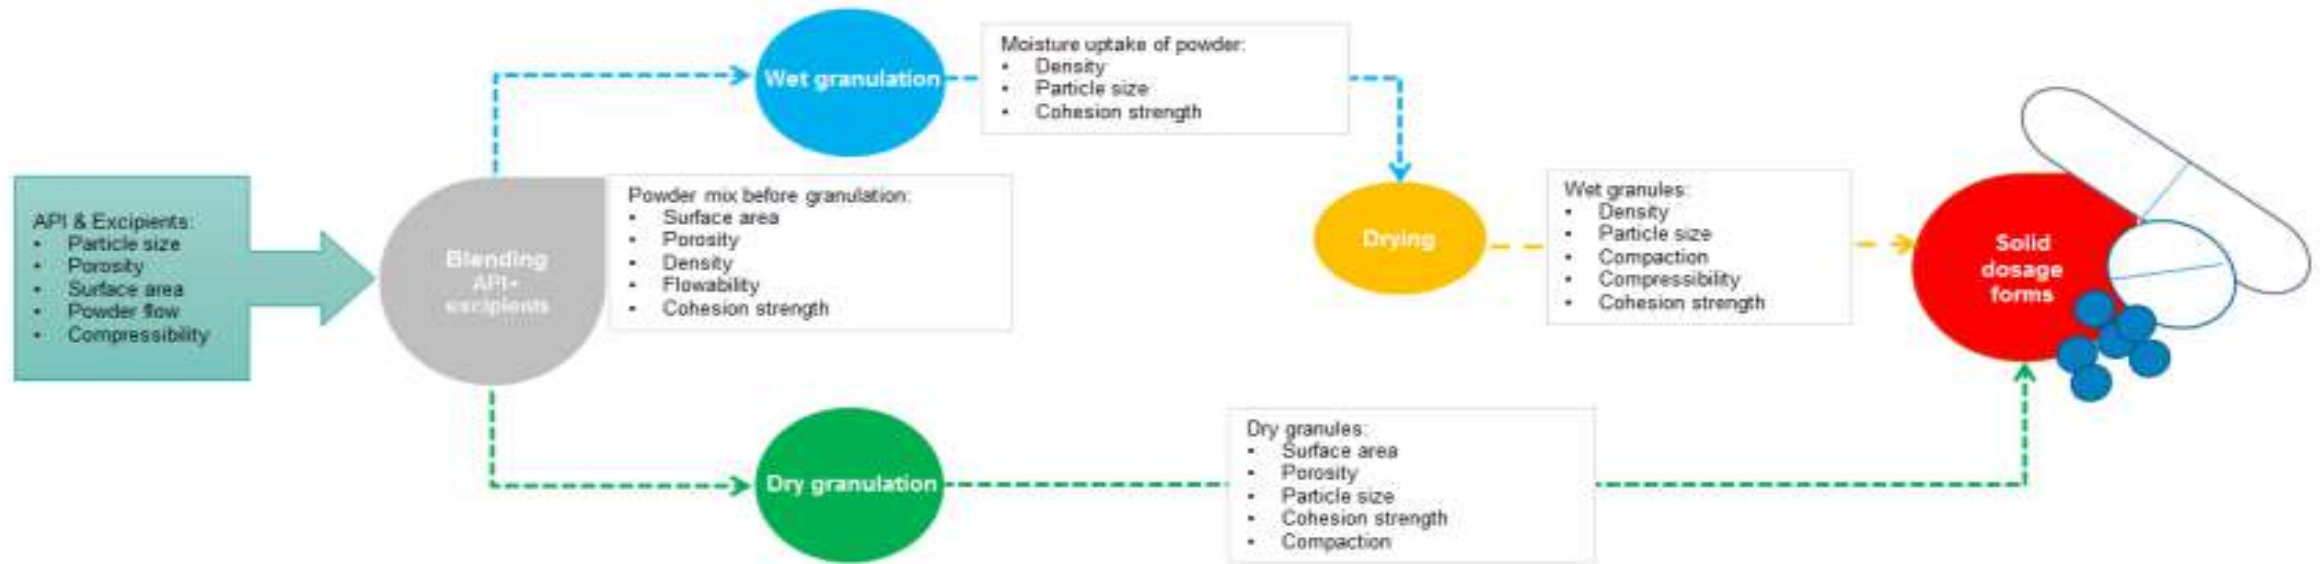 API & Excipients:
• Particle size
• Porosity
• Surface area
• Powder flow
• Compressibility
Blending
API+
excipients
Powder mix before granulation:
• Surface area
• Porosity
• Density
• Flowability
• Cohesion strength
Wet granulation
Moisture uptake of powder:
• Density
• Particle size
• Cohesion strength
Drying
Wet granules:
• Density
• Particle size
• Compaction
• Compressibility
• Cohesion strength
Dry granulation
Dry granules:
• Surface area
• Porosity
• Particle size
• Cohesion strength
• Compaction
Solid
dosage
forms